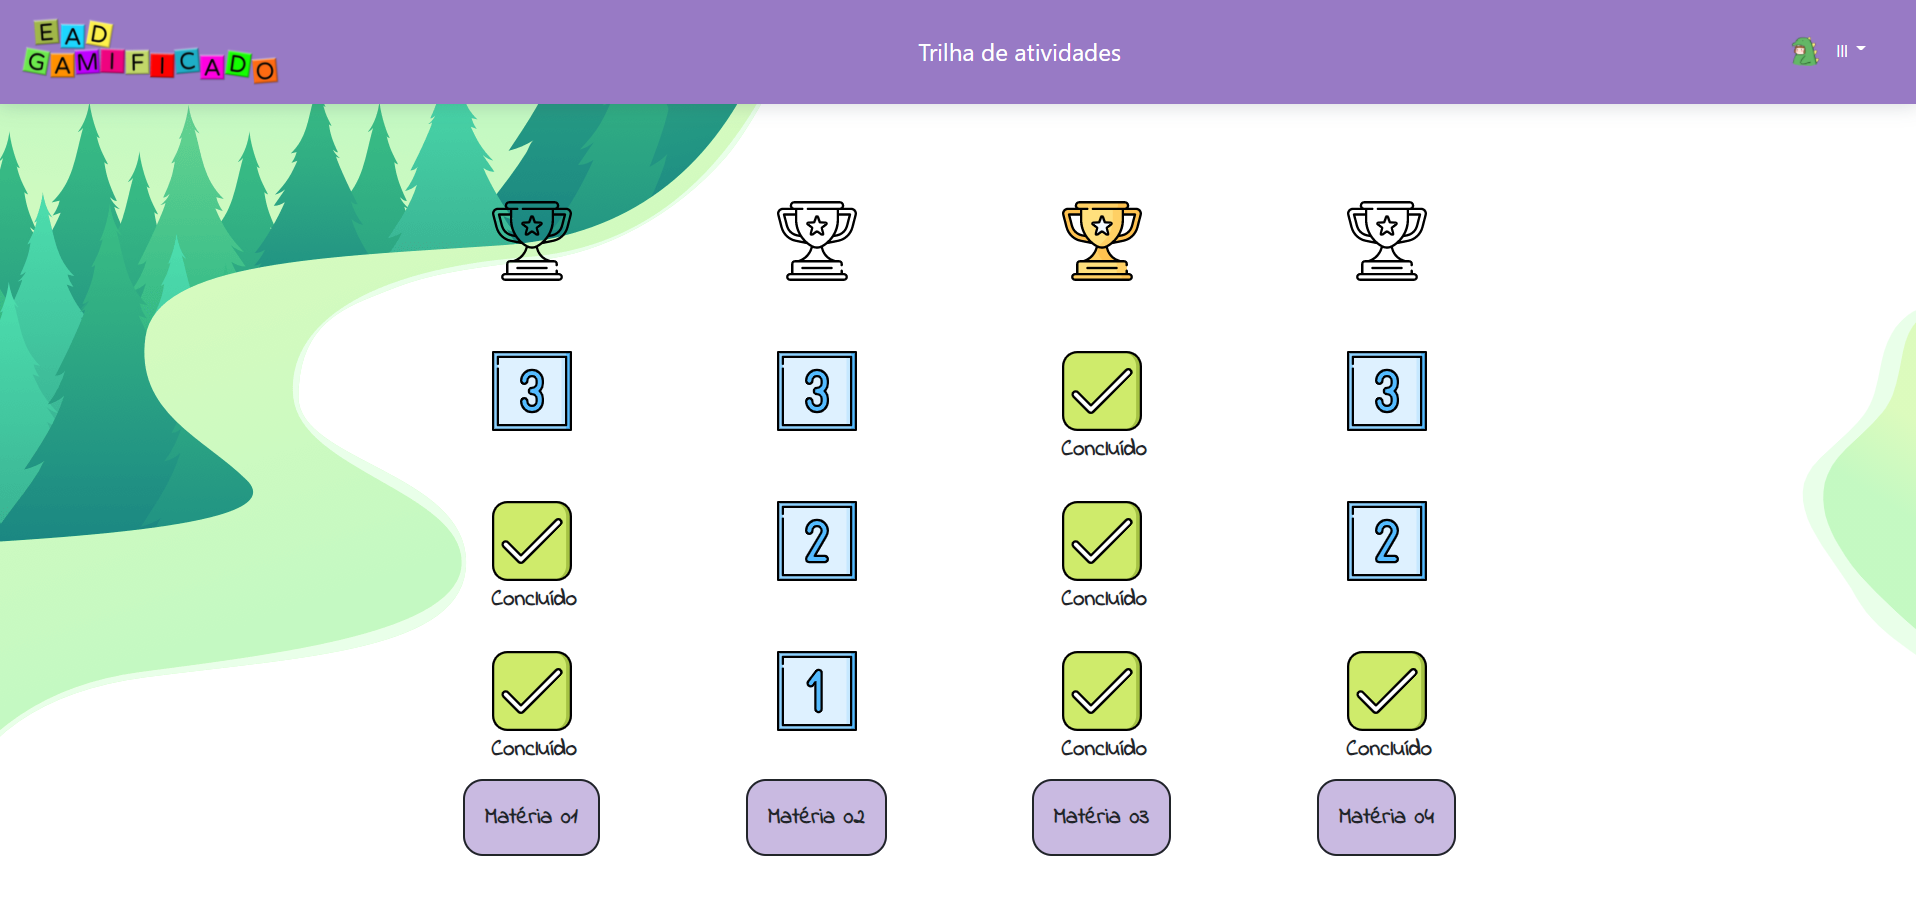 EAD
GAMIFICADO
Trilha de atividades
lll
3
3
Concluído
3
Concluído
2
Concluído
2
Concluído
1
Concluído
Concluído
Matéria 01
Matéria 02
Matéria 03
Matéria 04